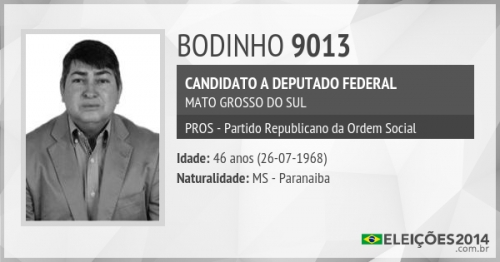 BODINHO 9013
CANDIDATO A DEPUTADO FEDERAL
MATO GROSSO DO SUL
PROS - Partido Republicano da Ordem Social
Idade: 46 anos (26-07-1968)
Naturalidade: MS - Paranaiba
ELEIÇÕES2014
.com.br